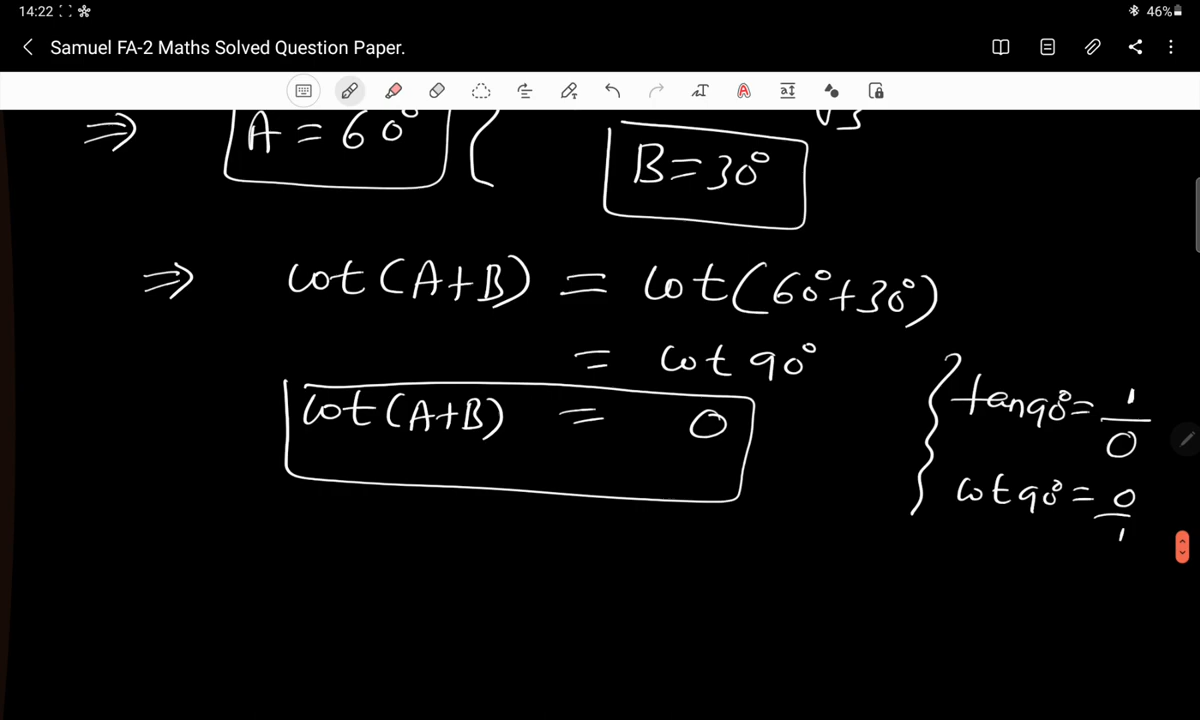 14:22 46%
Samuel FA-2 Maths Solved Question Paper.
⇒ A = 60°
√3
B = 30°
⇒ cot(A+B) = cot(60°+30°)
= cot 90°
cot(A+B) = 0
tan90° = 1/0
cot90° = 0/1